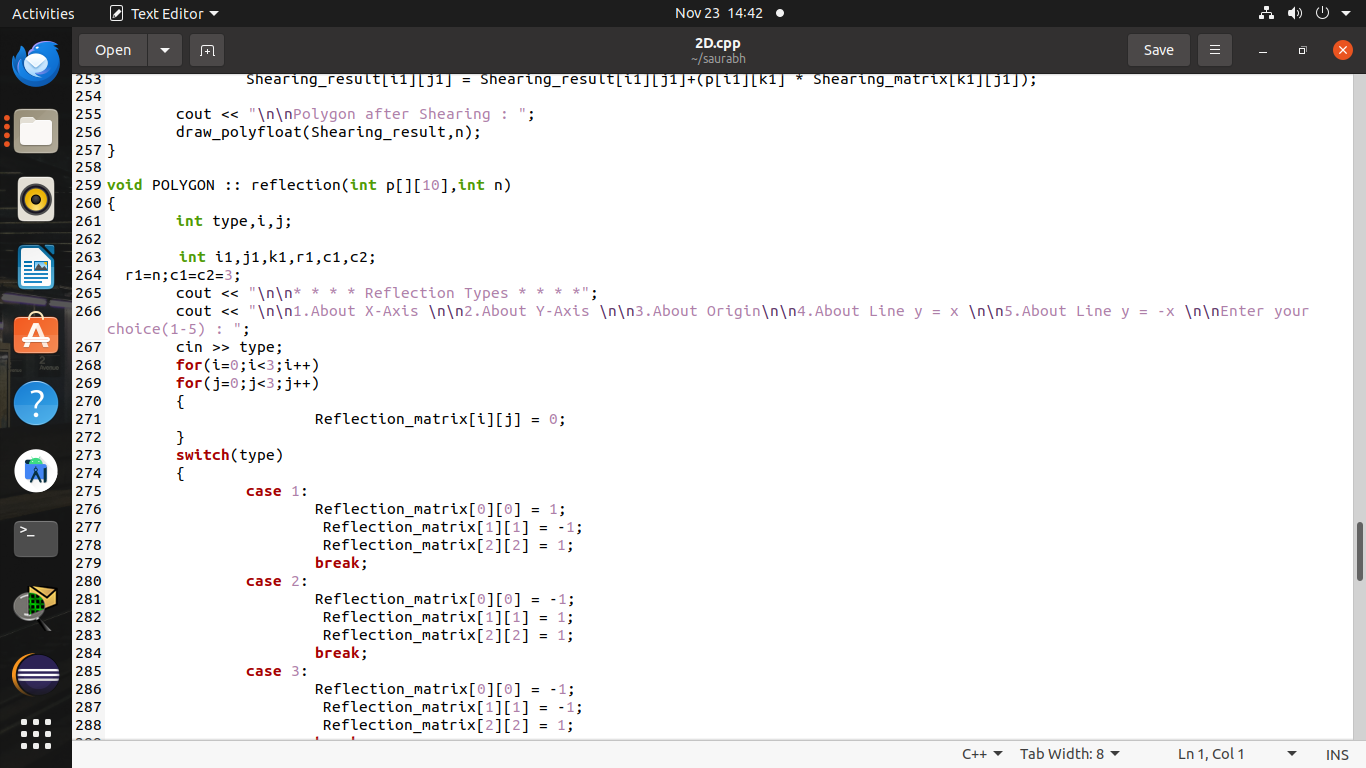 Activities Text Editor Nov 23 14:42
Open 2D.cpp Save
~/saurabh
253 Shearing_result[i1][j1] = Shearing_result[i1][j1]+(p[i1][k1] * Shearing_matrix[k1][j1]);
254
255 cout << "\n\nPolygon after Shearing : ";
256 draw_polyfloat(Shearing_result,n);
257 }
258
259 void POLYGON :: reflection(int p[][10],int n)
260 {
261 int type,i,j;
262
263 int i1,j1,k1,r1,c1,c2;
264 r1=n;c1=c2=3;
265 cout << "\n\n* * * * Reflection Types * * * *";
266 cout << "\n\n1.About X-Axis \n\n2.About Y-Axis \n\n3.About Origin\n\n4.About Line y = x \n\n5.About Line y = -x \n\nEnter your
choice(1-5) : ";
267 cin >> type;
268 for(i=0;i<3;i++)
269 for(j=0;j<3;j++)
270 {
271 Reflection_matrix[i][j] = 0;
272 }
273 switch(type)
274 {
275 case 1:
276 Reflection_matrix[0][0] = 1;
277 Reflection_matrix[1][1] = -1;
278 Reflection_matrix[2][2] = 1;
279 break;
280 case 2:
281 Reflection_matrix[0][0] = -1;
282 Reflection_matrix[1][1] = 1;
283 Reflection_matrix[2][2] = 1;
284 break;
285 case 3:
286 Reflection_matrix[0][0] = -1;
287 Reflection_matrix[1][1] = -1;
288 Reflection_matrix[2][2] = 1;
C++ Tab Width: 8 Ln 1, Col 1 INS